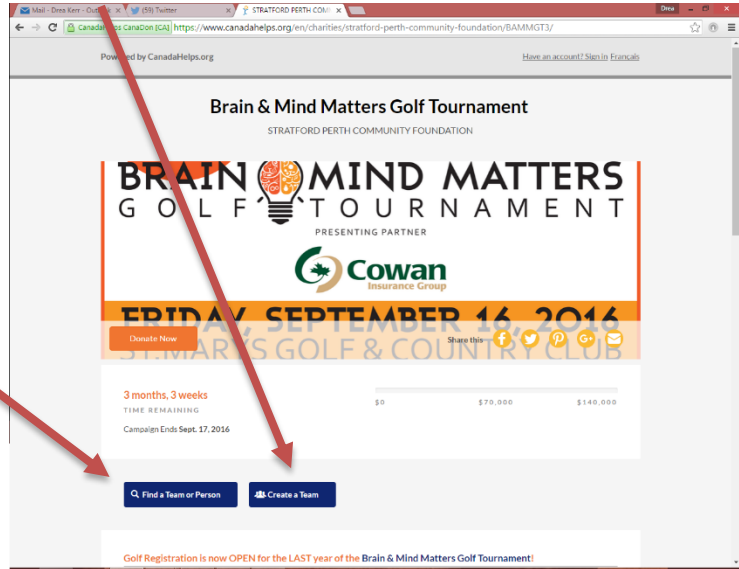 Mail - Drea Kerr - Outlook
(59) Twitter
STRATFORD PERTH COM
Drea
CanadaHelps CanaDon [CA] https://www.canadahelps.org/en/charities/stratford-perth-community-foundation/BAMMGT3/
Powered by CanadaHelps.org
Have an account? Sign in Français
Brain & Mind Matters Golf Tournament
STRATFORD PERTH COMMUNITY FOUNDATION
BRAIN MIND MATTERS
GOLF TOURNAMENT
PRESENTING PARTNER
Cowan
Insurance Group
FRIDAY, SEPTEMBER 16, 2016
Donate Now
Share this
ST. MARYS GOLF & COUNTRY CLUB
3 months, 3 weeks
TIME REMAINING
$0 $70,000 $140,000
Campaign Ends Sept. 17, 2016
Find a Team or Person
Create a Team
Golf Registration is now OPEN for the LAST year of the Brain & Mind Matters Golf Tournament!